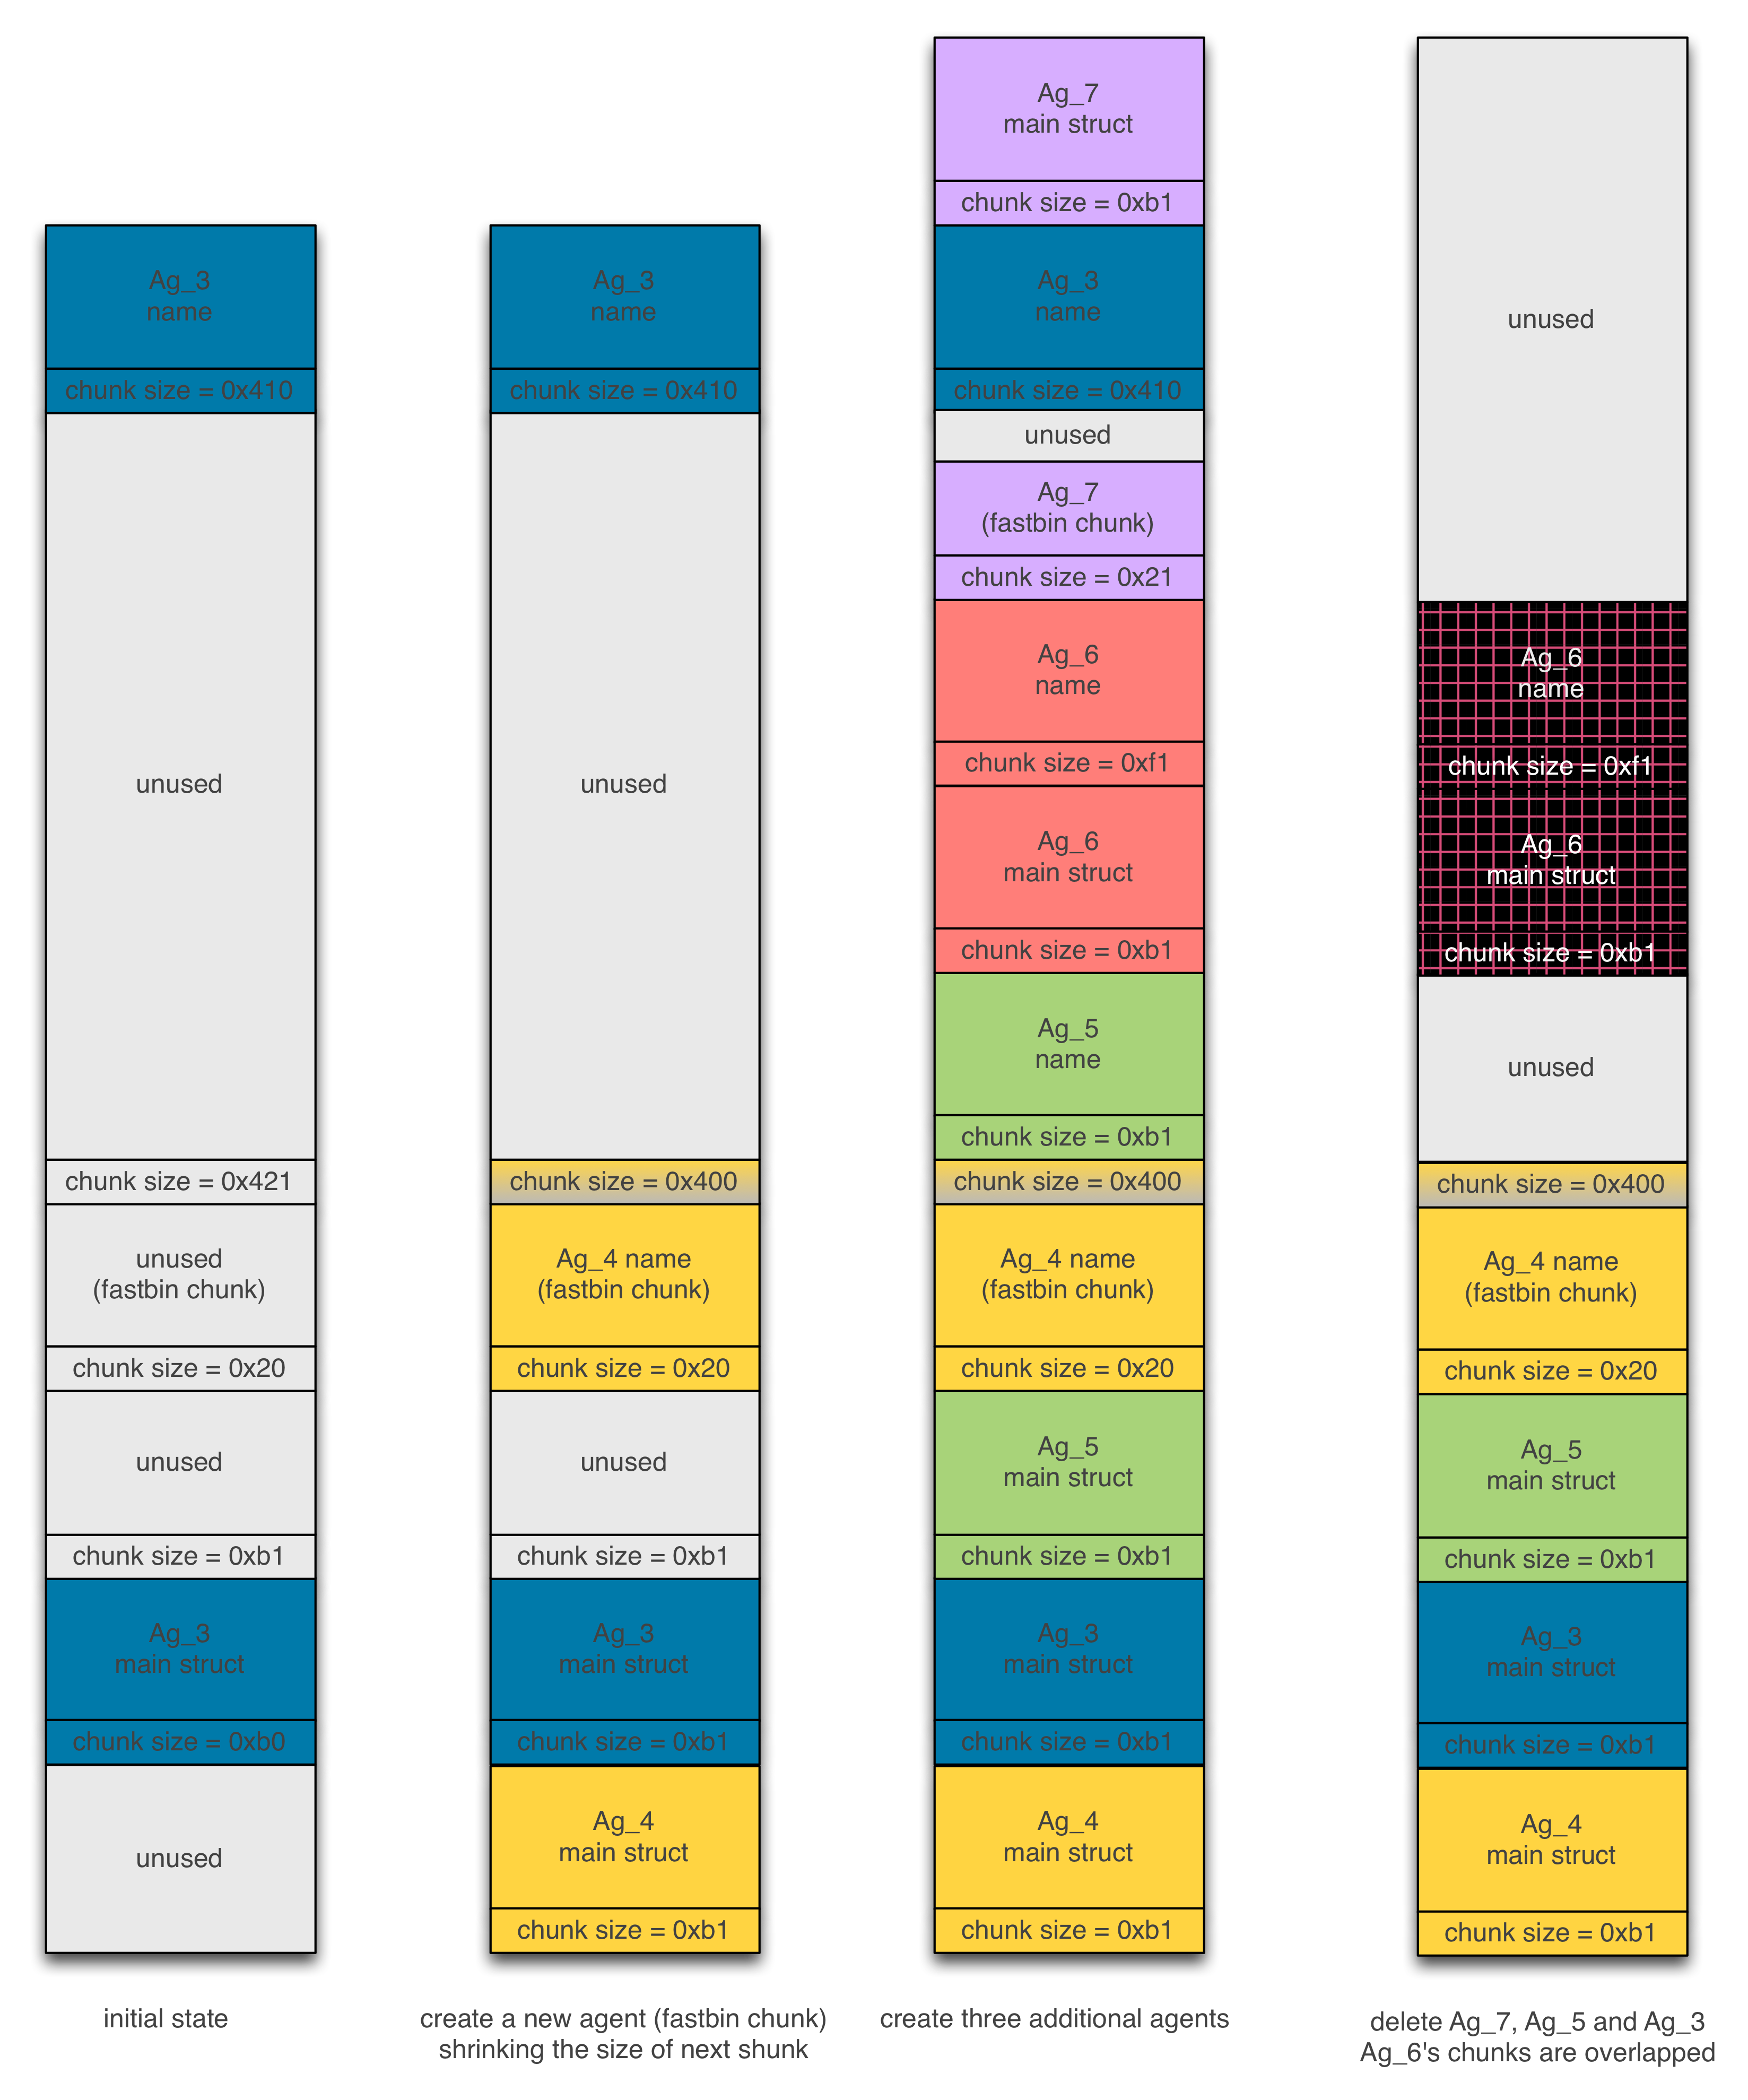 Ag_3
name
chunk size = 0x410
unused
chunk size = 0x421
unused
(fastbin chunk)
chunk size = 0x20
unused
chunk size = 0xb1
Ag_3
main struct
chunk size = 0xb0
unused
initial state
Ag_3
name
chunk size = 0x410
unused
chunk size = 0x400
Ag_4 name
(fastbin chunk)
chunk size = 0x20
unused
chunk size = 0xb1
Ag_3
main struct
chunk size = 0xb1
Ag_4
main struct
chunk size = 0xb1
create a new agent (fastbin chunk)
shrinking the size of next shunk
Ag_7
main struct
chunk size = 0xb1
Ag_3
name
chunk size = 0x410
unused
Ag_7
(fastbin chunk)
chunk size = 0x21
Ag_6
name
chunk size = 0xf1
Ag_6
main struct
chunk size = 0xb1
Ag_5
name
chunk size = 0xb1
chunk size = 0x400
Ag_4 name
(fastbin chunk)
chunk size = 0x20
Ag_5
main struct
chunk size = 0xb1
Ag_3
main struct
chunk size = 0xb1
Ag_4
main struct
chunk size = 0xb1
create three additional agents
unused
Ag_6
name
chunk size = 0xf1
Ag_6
main struct
chunk size = 0xb1
unused
chunk size = 0x400
Ag_4 name
(fastbin chunk)
chunk size = 0x20
Ag_5
main struct
chunk size = 0xb1
Ag_3
main struct
chunk size = 0xb1
Ag_4
main struct
chunk size = 0xb1
delete Ag_7, Ag_5 and Ag_3
Ag_6's chunks are overlapped